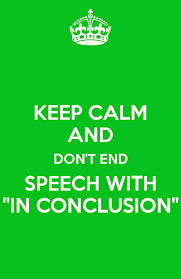 KEEP CALM
AND
DON'T END
SPEECH WITH
"IN CONCLUSION"